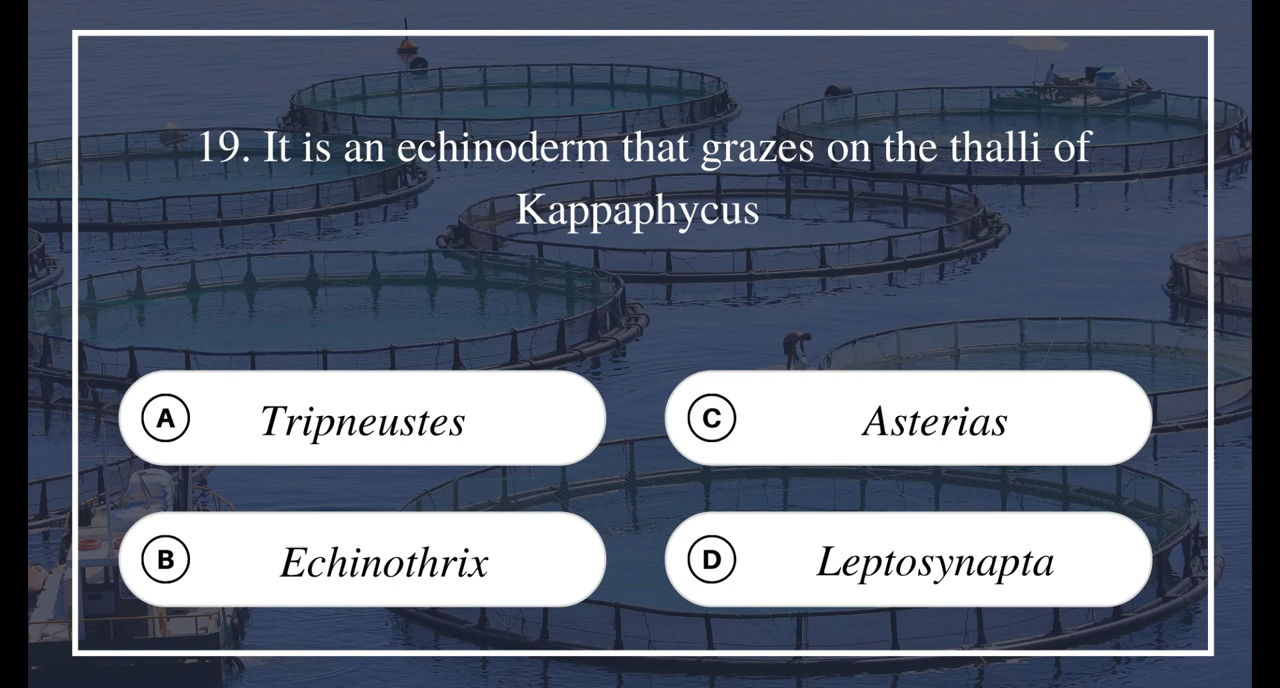 19. It is an echinoderm that grazes on the thalli of
Kappaphycus
A Tripneustes
B Echinothrix
C Asterias
D Leptosynapta